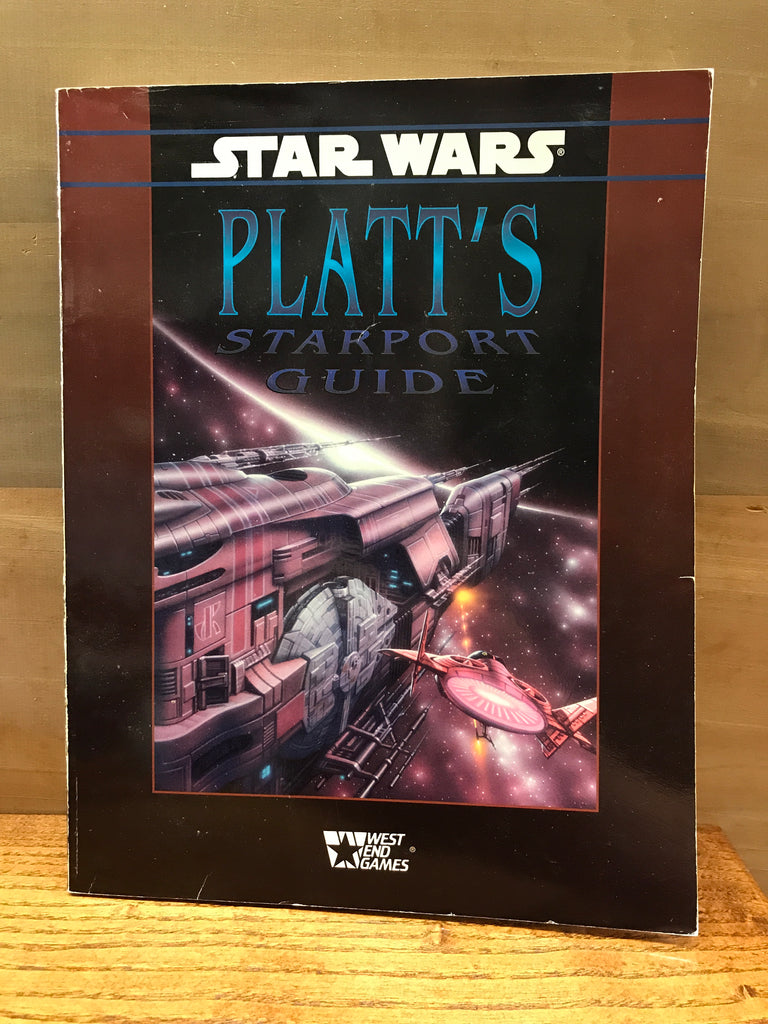 STAR WARS®
PLATT'S
STARPORT
GUIDE
WEST
END
GAMES®